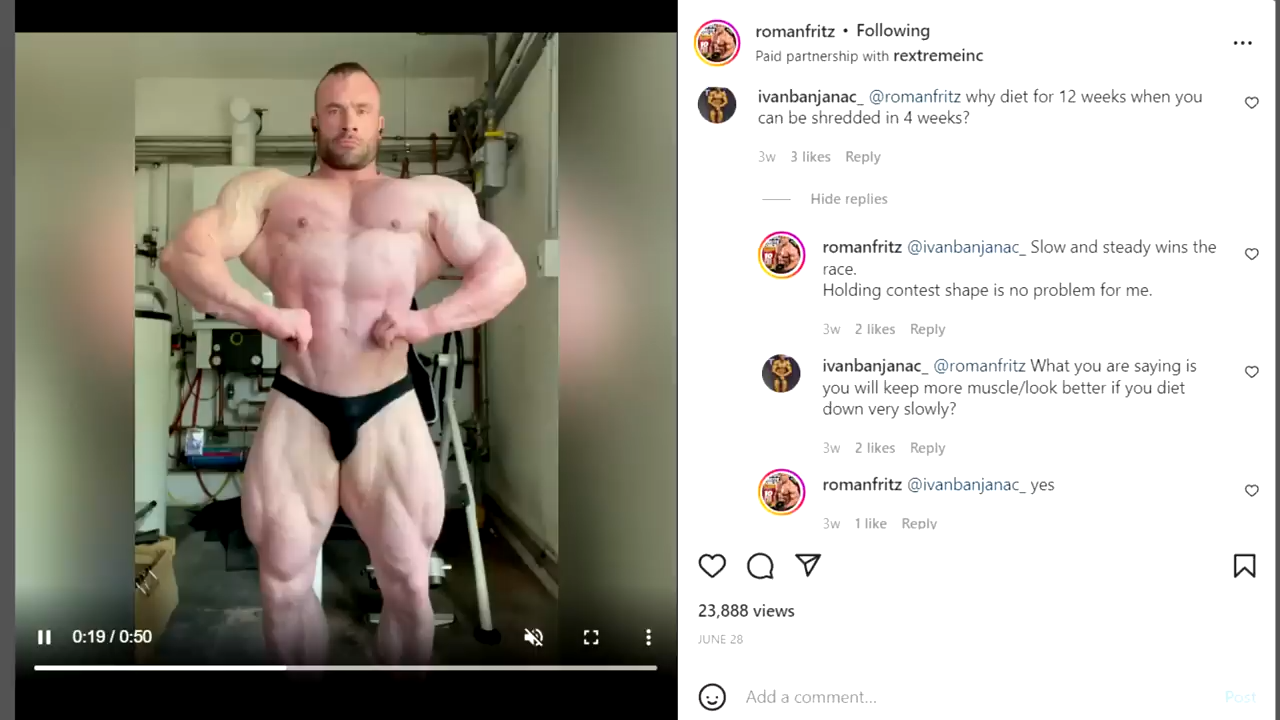 romanfritz • Following
Paid partnership with rextremeinc
ivanbanjanac_ @romanfritz why diet for 12 weeks when you
can be shredded in 4 weeks?
3w 3 likes Reply
Hide replies
romanfritz @ivanbanjanac_ Slow and steady wins the
race.
Holding contest shape is no problem for me.
3w 2 likes Reply
ivanbanjanac_ @romanfritz What you are saying is
you will keep more muscle/look better if you diet
down very slowly?
3w 2 likes Reply
romanfritz @ivanbanjanac_ yes
3w 1 like Reply
23,888 views
JUNE 28
Add a comment... Post
0:19 / 0:50